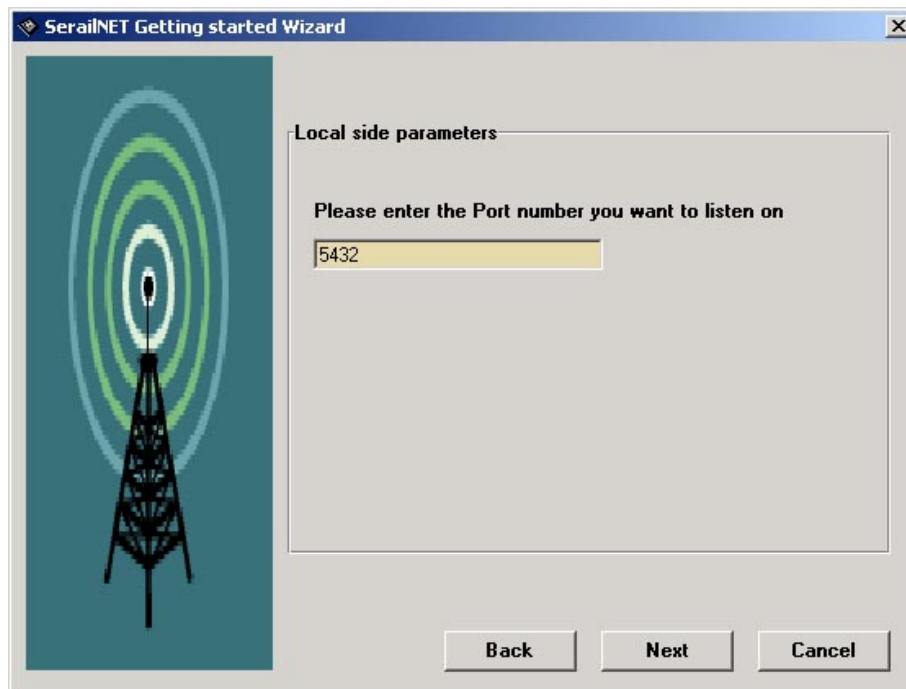 SerailNET Getting started Wizard
Local side parameters
Please enter the Port number you want to listen on
5432
Back Next Cancel